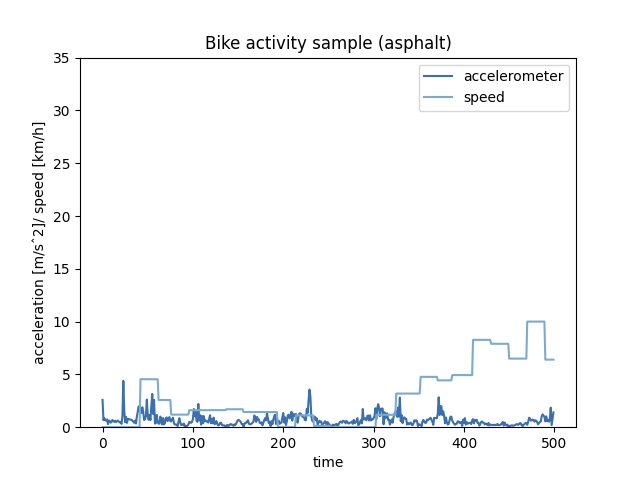 Bike activity sample (asphalt)
accelerometer
speed
35
30
25
20
15
10
5
0
acceleration [m/sˆ2]/ speed [km/h]
0 100 200 300 400 500
time